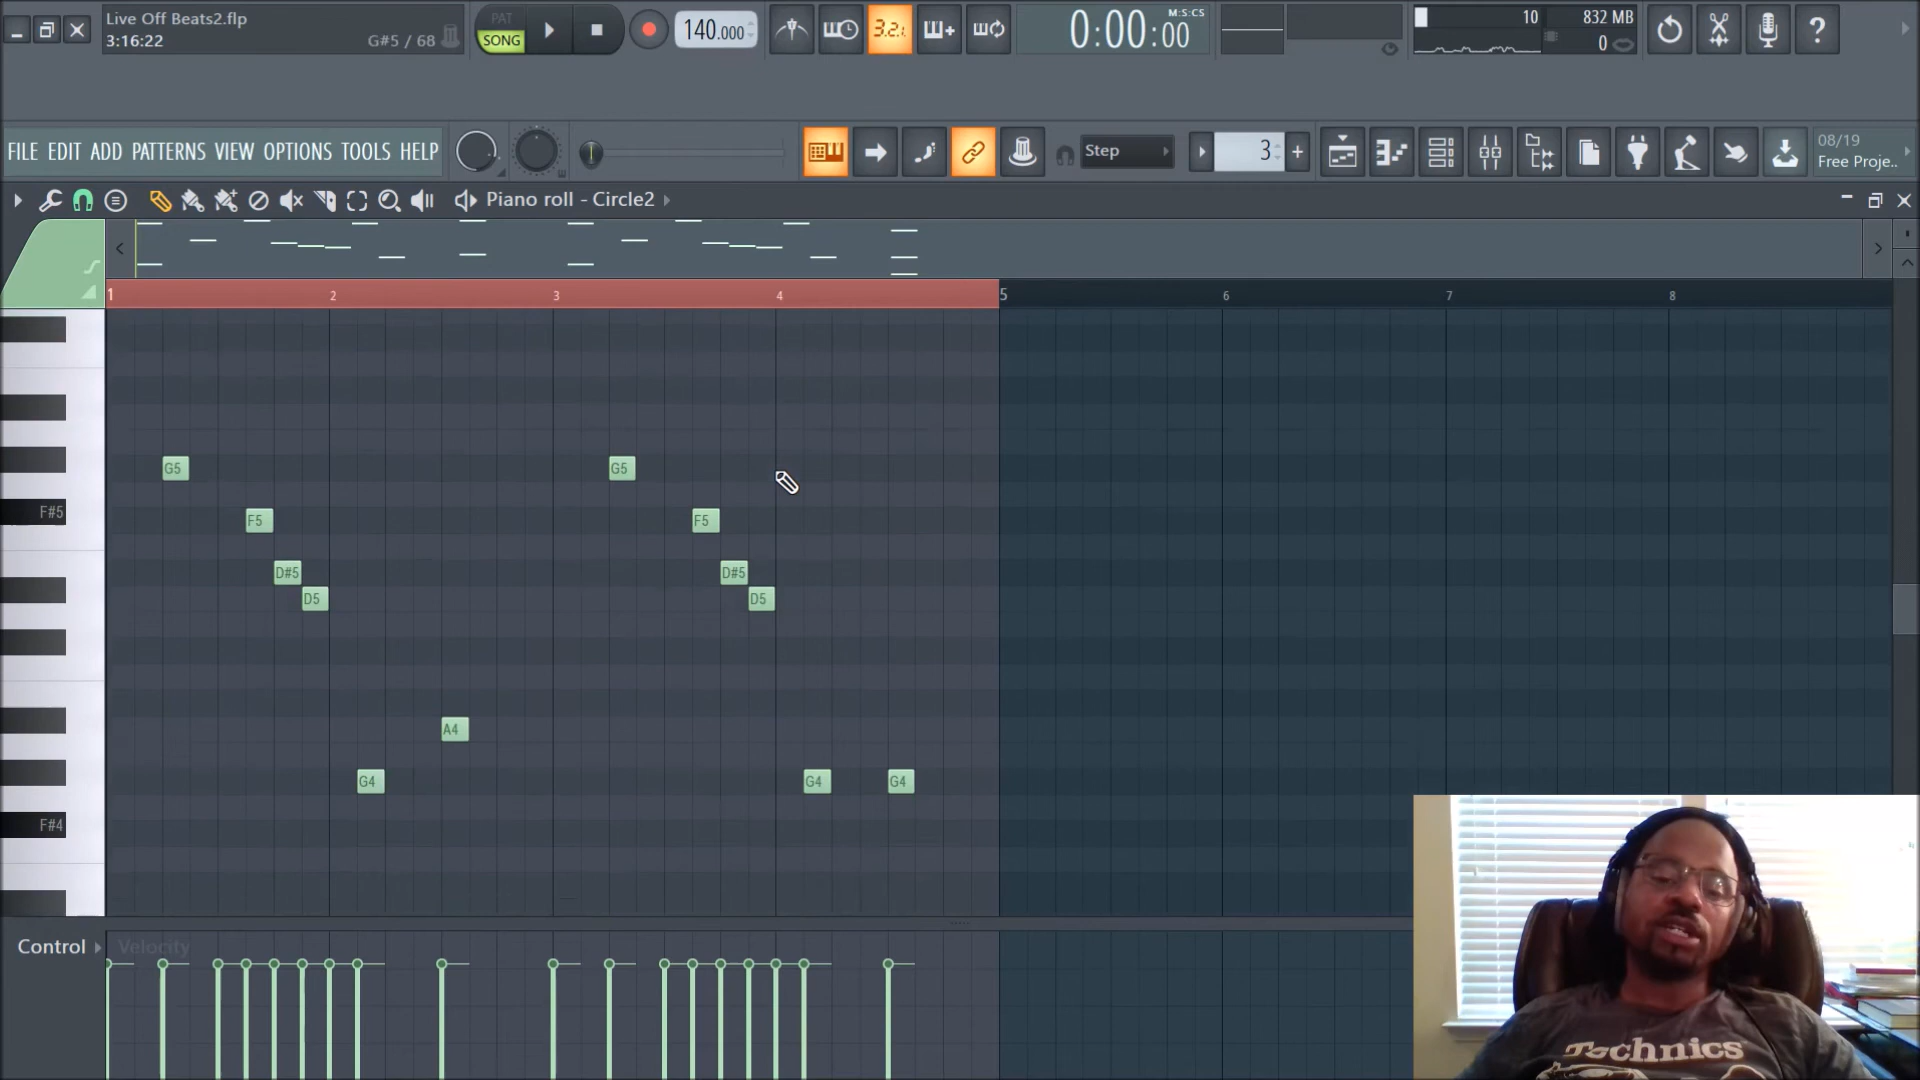 Live Off Beats2.flp
3:16:22
G#5 / 68
PAT
SONG
140.000
3.2.
M:S:CS
0:00:00
10
832 MB
0
?
FILE EDIT ADD PATTERNS VIEW OPTIONS TOOLS HELP
Step
3
+
08/19
Free Proje..
Piano roll - Circle2
1 2 3 4 5 6 7 8
G5
G5
F#5
F5
F5
D#5
D#5
D5
D5
A4
G4
G4
G4
F#4
Control
Velocity
Technics